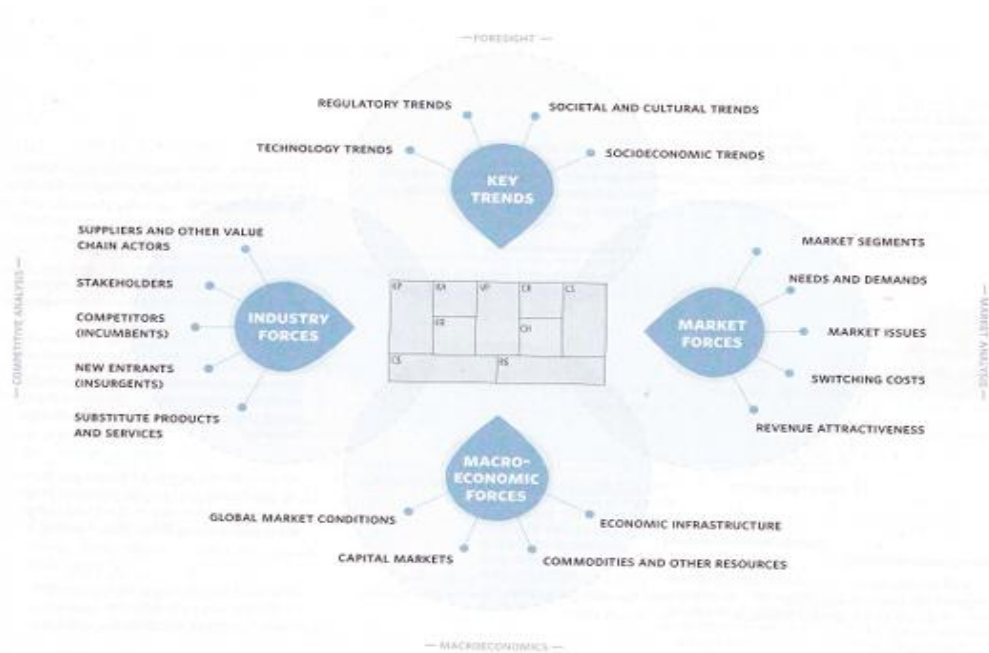 — FORESIGHT —
REGULATORY TRENDS
SOCIETAL AND CULTURAL TRENDS
TECHNOLOGY TRENDS
SOCIOECONOMIC TRENDS
KEY
TRENDS
— COMPETITIVE ANALYSIS —
SUPPLIERS AND OTHER VALUE
CHAIN ACTORS
STAKEHOLDERS
COMPETITORS
(INCUMBENTS)
NEW ENTRANTS
(INSURGENTS)
SUBSTITUTE PRODUCTS
AND SERVICES
INDUSTRY
FORCES
KP
KA
VP
CR
CS
KR
CH
CS
RS
MARKET
FORCES
MARKET SEGMENTS
NEEDS AND DEMANDS
MARKET ISSUES
SWITCHING COSTS
REVENUE ATTRACTIVENESS
— MARKET ANALYSIS —
MACRO-
ECONOMIC
FORCES
GLOBAL MARKET CONDITIONS
CAPITAL MARKETS
ECONOMIC INFRASTRUCTURE
COMMODITIES AND OTHER RESOURCES
— MACROECONOMICS —